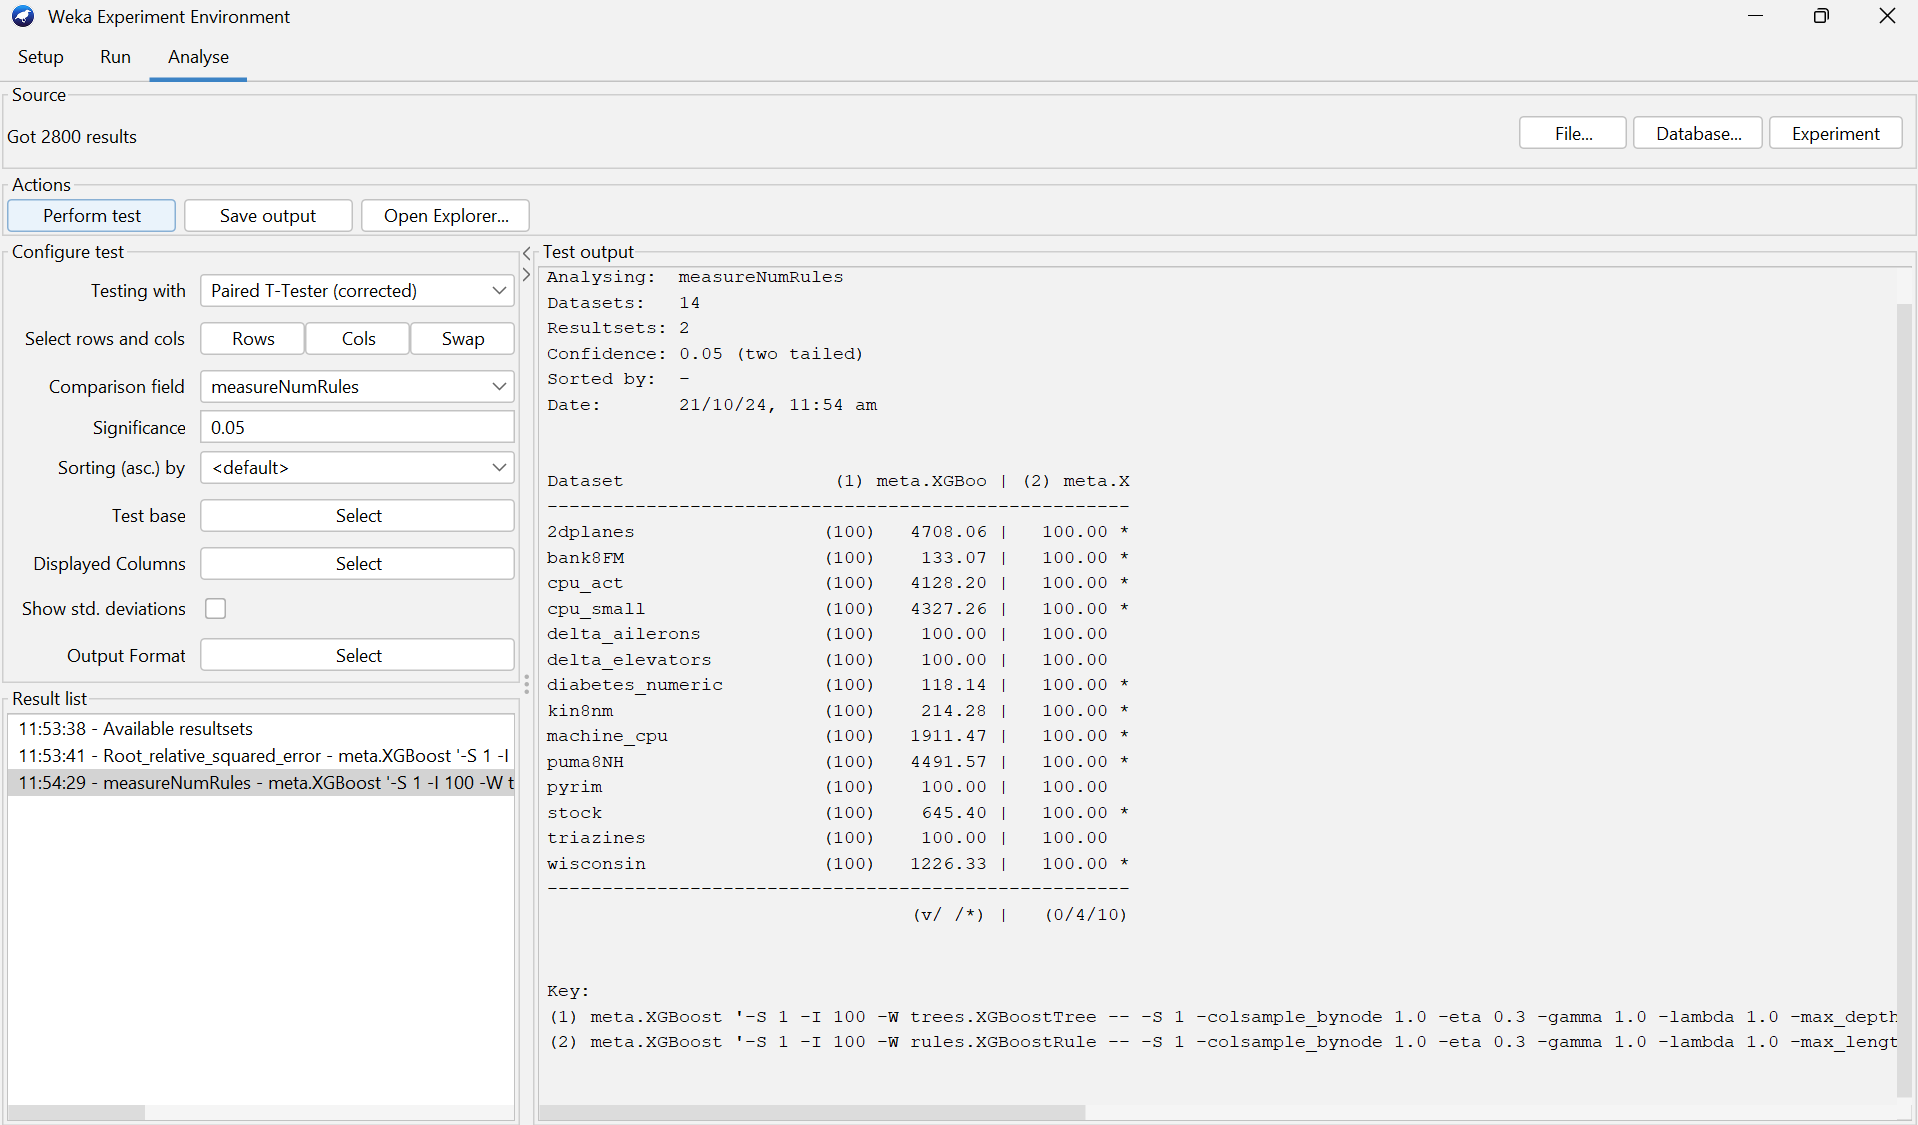 Weka Experiment Environment
Setup Run Analyse
Source
Got 2800 results
File... Database... Experiment
Actions
Perform test Save output Open Explorer...
Configure test
Testing with Paired T-Tester (corrected)
Select rows and cols Rows Cols Swap
Comparison field measureNumRules
Significance 0.05
Sorting (asc.) by <default>
Test base Select
Displayed Columns Select
Show std. deviations
Output Format Select
Result list
11:53:38 - Available resultsets
11:53:41 - Root_relative_squared_error - meta.XGBoost '-S 1 -I
11:54:29 - measureNumRules - meta.XGBoost '-S 1 -I 100 -W t
Test output
Analysing: measureNumRules
Datasets: 14
Resultsets: 2
Confidence: 0.05 (two tailed)
Sorted by: -
Date: 21/10/24, 11:54 am
Dataset (1) meta.XGBoo | (2) meta.X
-----------------------------------------------------
2dplanes (100) 4708.06 | 100.00 *
bank8FM (100) 133.07 | 100.00 *
cpu_act (100) 4128.20 | 100.00 *
cpu_small (100) 4327.26 | 100.00 *
delta_ailerons (100) 100.00 | 100.00
delta_elevators (100) 100.00 | 100.00
diabetes_numeric (100) 118.14 | 100.00 *
kin8nm (100) 214.28 | 100.00 *
machine_cpu (100) 1911.47 | 100.00 *
puma8NH (100) 4491.57 | 100.00 *
pyrim (100) 100.00 | 100.00
stock (100) 645.40 | 100.00 *
triazines (100) 100.00 | 100.00
wisconsin (100) 1226.33 | 100.00 *
-----------------------------------------------------
(v/ /*) | (0/4/10)
Key:
(1) meta.XGBoost '-S 1 -I 100 -W trees.XGBoostTree -- -S 1 -colsample_bynode 1.0 -eta 0.3 -gamma 1.0 -lambda 1.0 -max_depth
(2) meta.XGBoost '-S 1 -I 100 -W rules.XGBoostRule -- -S 1 -colsample_bynode 1.0 -eta 0.3 -gamma 1.0 -lambda 1.0 -max_lengt